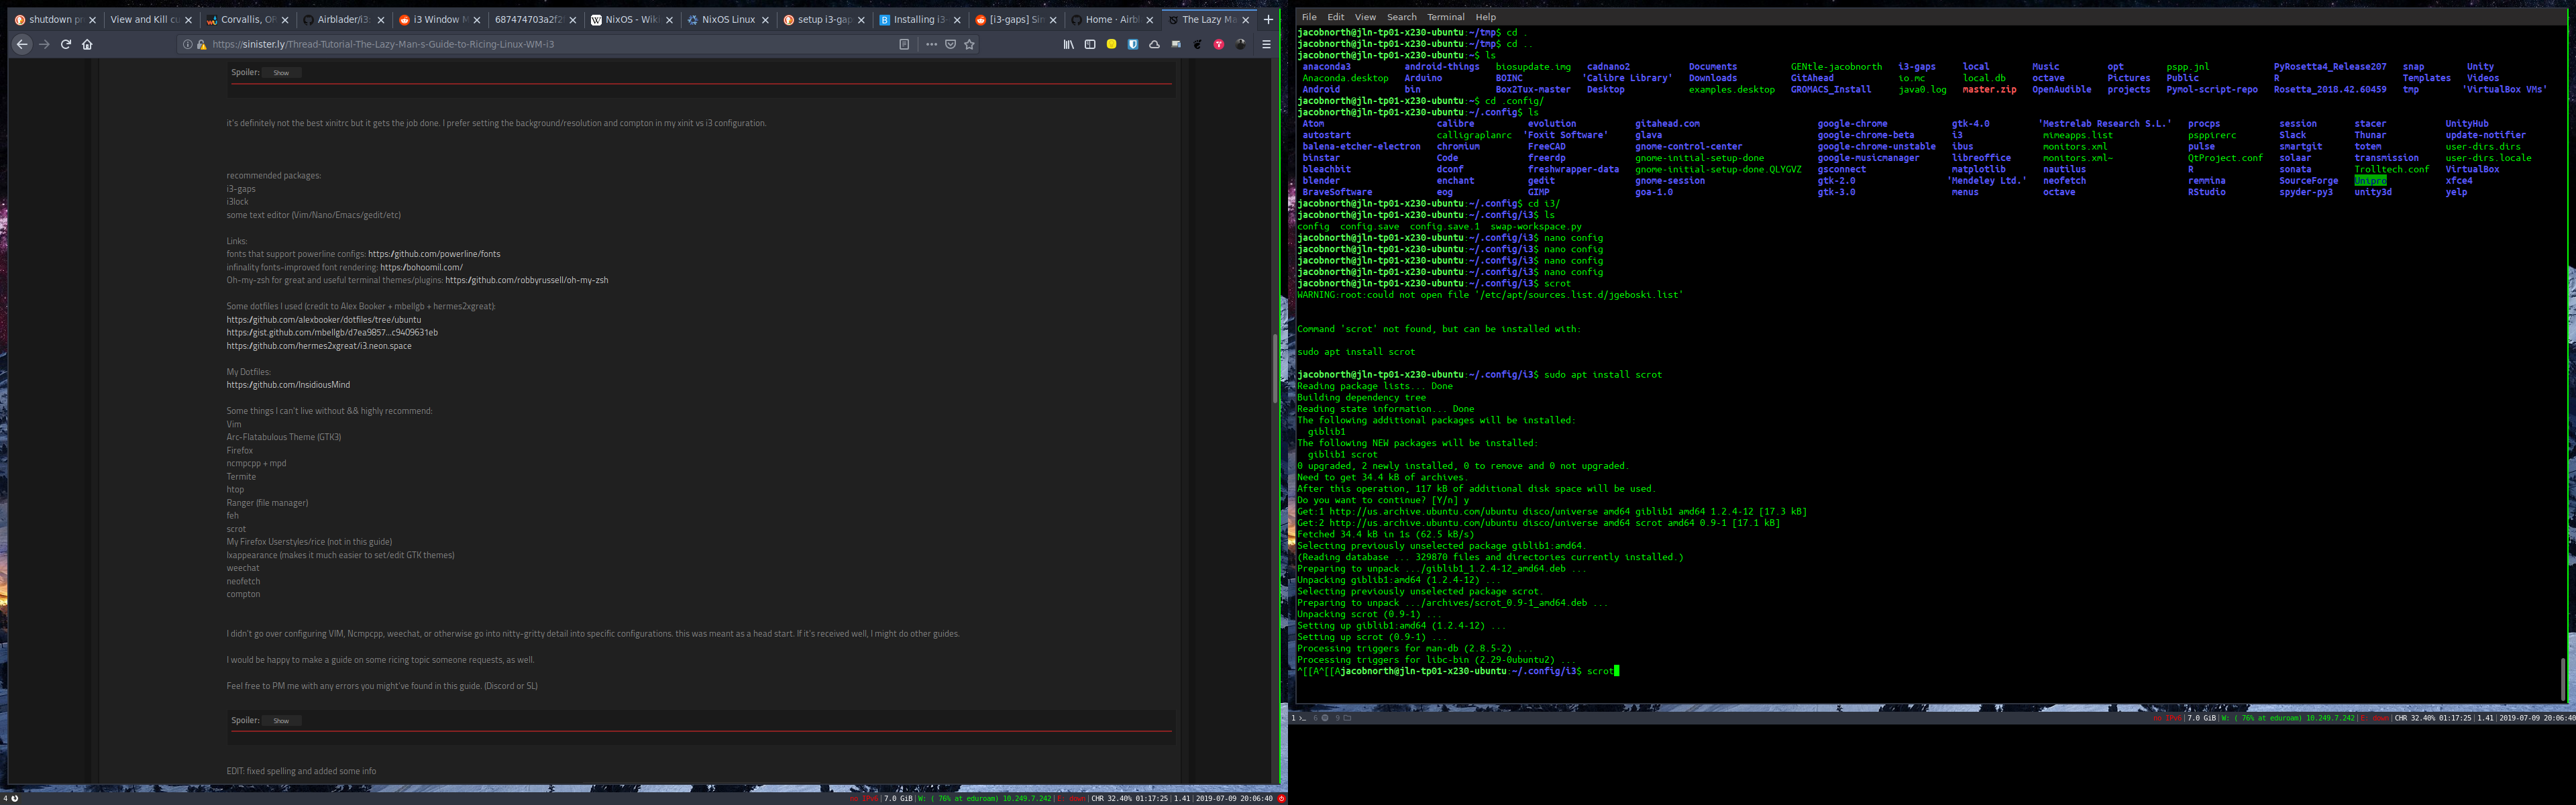 shutdown pr
View and Kill cu
Corvallis, OR
Airblader/i3:
i3 Window M
687474703a2f2
NixOS - Wiki
NixOS Linux
setup i3-gap
Installing i3-
[i3-gaps] Sin
Home · Airbl
The Lazy Ma
https://sinister.ly/Thread-Tutorial-The-Lazy-Man-s-Guide-to-Ricing-Linux-WM-i3
Spoiler: Show
it's definitely not the best xinitrc but it gets the job done. I prefer setting the background/resolution and compton in my xinit vs i3 configuration.
recommended packages:
i3-gaps
i3lock
some text editor (Vim/Nano/Emacs/gedit/etc)
Links:
fonts that support powerline configs: https://github.com/powerline/fonts
infinality fonts-improved font rendering: https://bohoomil.com/
Oh-my-zsh for great and useful terminal themes/plugins: https://github.com/robbyrussell/oh-my-zsh
Some dotfiles I used (credit to Alex Booker + mbellgb + hermes2xgreat):
https://github.com/alexbooker/dotfiles/tree/ubuntu
https://gist.github.com/mbellgb/d7ea9857...c9409631eb
https://github.com/hermes2xgreat/i3.neon.space
My Dotfiles:
https://github.com/InsidiousMind
Some things I can't live without && highly recommend:
Vim
Arc-Flatabulous Theme (GTK3)
Firefox
ncmpcpp + mpd
Termite
htop
Ranger (file manager)
feh
scrot
My Firefox Userstyles/rice (not in this guide)
lxappearance (makes it much easier to set/edit GTK themes)
weechat
neofetch
compton
I didn't go over configuring VIM, Ncmpcpp, weechat, or otherwise go into nitty-gritty detail into specific configurations. this was meant as a head start. If it's received well, I might do other guides.
I would be happy to make a guide on some ricing topic someone requests, as well.
Feel free to PM me with any errors you might've found in this guide. (Discord or SL)
Spoiler: Show
EDIT: fixed spelling and added some info
4
no IPv6|7.0 GiB|W: ( 76% at eduroam) 10.249.7.242|E: down|CHR 32.40% 01:17:25|1.41|2019-07-09 20:06:40
File Edit View Search Terminal Help
jacobnorth@jln-tp01-x230-ubuntu:~/tmp$ cd .
jacobnorth@jln-tp01-x230-ubuntu:~/tmp$ cd ..
jacobnorth@jln-tp01-x230-ubuntu:~$ ls
anaconda3 android-things biosupdate.img cadnano2 Documents GENtle-jacobnorth i3-gaps local Music opt pspp.jnl PyRosetta4_Release207 snap Unity
Anaconda.desktop Arduino BOINC 'Calibre Library' Downloads GitAhead io.mc local.db octave Pictures Public R Templates Videos
Android bin Box2Tux-master Desktop examples.desktop GROMACS_Install java0.log master.zip OpenAudible projects Pymol-script-repo Rosetta_2018.42.60459 tmp 'VirtualBox VMs'
jacobnorth@jln-tp01-x230-ubuntu:~$ cd .config/
jacobnorth@jln-tp01-x230-ubuntu:~/.config$ ls
Atom calibre evolution gitahead.com google-chrome gtk-4.0 'Mestrelab Research S.L.' procps session stacer UnityHub
autostart calligraplanrc 'Foxit Software' glava google-chrome-beta i3 mimeapps.list psppirerc Slack Thunar update-notifier
balena-etcher-electron chromium FreeCAD gnome-control-center google-chrome-unstable ibus monitors.xml pulse smartgit totem user-dirs.dirs
binstar Code freerdp gnome-initial-setup-done google-musicmanager libreoffice monitors.xml~ QtProject.conf solaar transmission user-dirs.locale
bleachbit dconf freshwrapper-data gnome-initial-setup-done.QLYGVZ gsconnect matplotlib nautilus R sonata Trolltech.conf VirtualBox
blender enchant gedit gnome-session gtk-2.0 'Mendeley Ltd.' neofetch remmina SourceForge Unipro xfce4
BraveSoftware eog GIMP goa-1.0 gtk-3.0 menus octave RStudio spyder-py3 unity3d yelp
jacobnorth@jln-tp01-x230-ubuntu:~/.config$ cd i3/
jacobnorth@jln-tp01-x230-ubuntu:~/.config/i3$ ls
config config.save config.save.1 swap-workspace.py
jacobnorth@jln-tp01-x230-ubuntu:~/.config/i3$ nano config
jacobnorth@jln-tp01-x230-ubuntu:~/.config/i3$ nano config
jacobnorth@jln-tp01-x230-ubuntu:~/.config/i3$ nano config
jacobnorth@jln-tp01-x230-ubuntu:~/.config/i3$ nano config
jacobnorth@jln-tp01-x230-ubuntu:~/.config/i3$ scrot
WARNING:root:could not open file '/etc/apt/sources.list.d/jgeboski.list'
Command 'scrot' not found, but can be installed with:
sudo apt install scrot
jacobnorth@jln-tp01-x230-ubuntu:~/.config/i3$ sudo apt install scrot
Reading package lists... Done
Building dependency tree
Reading state information... Done
The following additional packages will be installed:
giblib1
The following NEW packages will be installed:
giblib1 scrot
0 upgraded, 2 newly installed, 0 to remove and 0 not upgraded.
Need to get 34.4 kB of archives.
After this operation, 117 kB of additional disk space will be used.
Do you want to continue? [Y/n] y
Get:1 http://us.archive.ubuntu.com/ubuntu disco/universe amd64 giblib1 amd64 1.2.4-12 [17.3 kB]
Get:2 http://us.archive.ubuntu.com/ubuntu disco/universe amd64 scrot amd64 0.9-1 [17.1 kB]
Fetched 34.4 kB in 1s (62.5 kB/s)
Selecting previously unselected package giblib1:amd64.
(Reading database ... 329870 files and directories currently installed.)
Preparing to unpack .../giblib1_1.2.4-12_amd64.deb ...
Unpacking giblib1:amd64 (1.2.4-12) ...
Selecting previously unselected package scrot.
Preparing to unpack .../archives/scrot_0.9-1_amd64.deb ...
Unpacking scrot (0.9-1) ...
Setting up giblib1:amd64 (1.2.4-12) ...
Setting up scrot (0.9-1) ...
Processing triggers for man-db (2.8.5-2) ...
Processing triggers for libc-bin (2.29-0ubuntu2) ...
^[[A^[[Ajacobnorth@jln-tp01-x230-ubuntu:~/.config/i3$ scrot
1 6 9
no IPv6|7.0 GiB|W: ( 76% at eduroam) 10.249.7.242|E: down|CHR 32.40% 01:17:25|1.41|2019-07-09 20:06:40